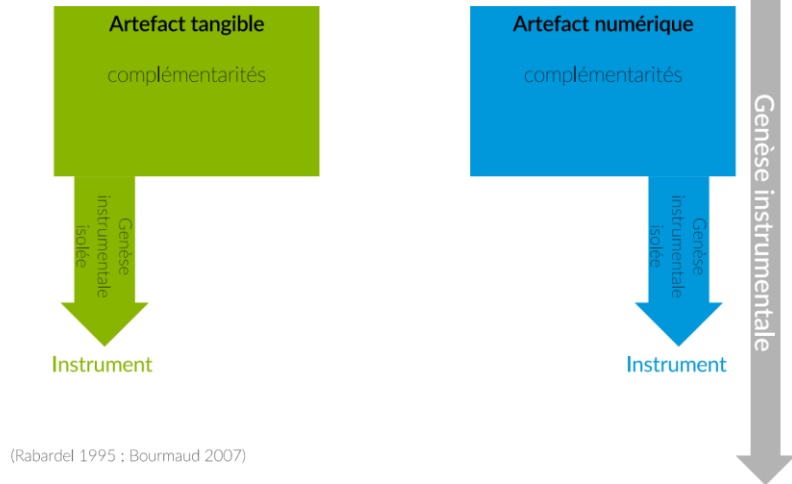 Artefact tangible
complémentarités
Genèse
instrumentale
isolée
Instrument
Artefact numérique
complémentarités
Genèse
instrumentale
isolée
Instrument
Genèse instrumentale
(Rabardel 1995 ; Bourmaud 2007)